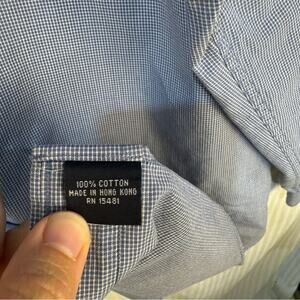 100% COTTON
MADE IN HONG KONG
RN 15481